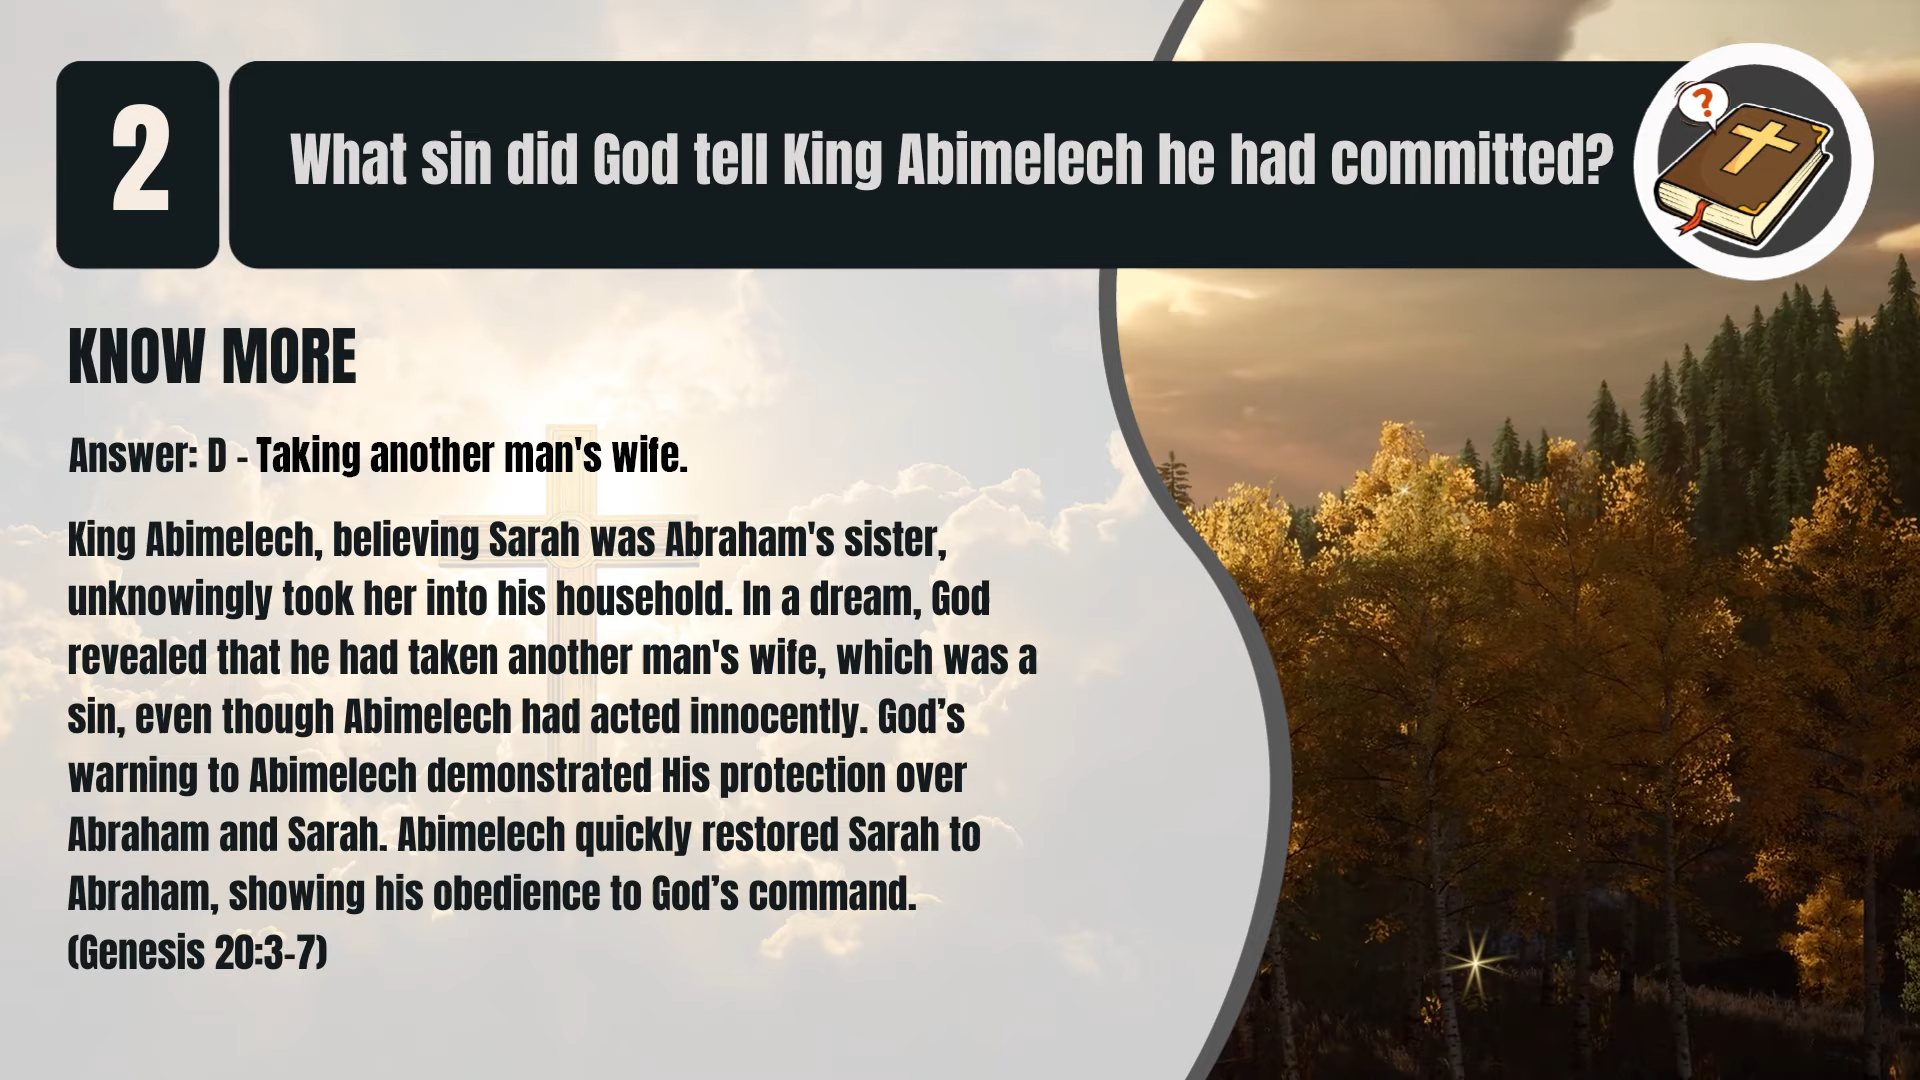 2
What sin did God tell King Abimelech he had committed?
?
KNOW MORE
Answer: D - Taking another man's wife.
King Abimelech, believing Sarah was Abraham's sister,
unknowingly took her into his household. In a dream, God
revealed that he had taken another man's wife, which was a
sin, even though Abimelech had acted innocently. God’s
warning to Abimelech demonstrated His protection over
Abraham and Sarah. Abimelech quickly restored Sarah to
Abraham, showing his obedience to God’s command.
(Genesis 20:3-7)